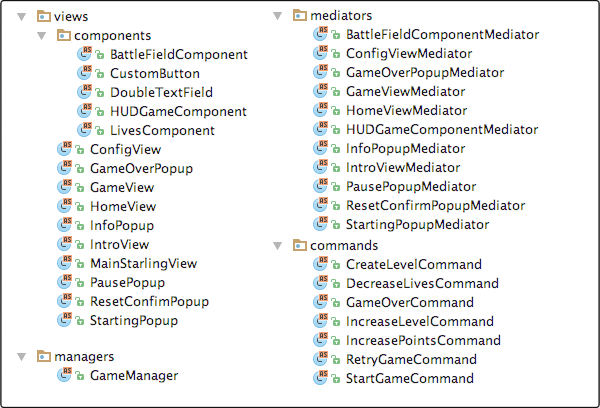 views
components
BattleFieldComponent
CustomButton
DoubleTextField
HUDGameComponent
LivesComponent
ConfigView
GameOverPopup
GameView
HomeView
InfoPopup
IntroView
MainStarlingView
PausePopup
ResetConfimPopup
StartingPopup
managers
GameManager
mediators
BattleFieldComponentMediator
ConfigViewMediator
GameOverPopupMediator
GameViewMediator
HomeViewMediator
HUDGameComponentMediator
InfoPopupMediator
IntroViewMediator
PausePopupMediator
ResetConfirmPopupMediator
StartingPopupMediator
commands
CreateLevelCommand
DecreaseLivesCommand
GameOverCommand
IncreaseLevelCommand
IncreasePointsCommand
RetryGameCommand
StartGameCommand